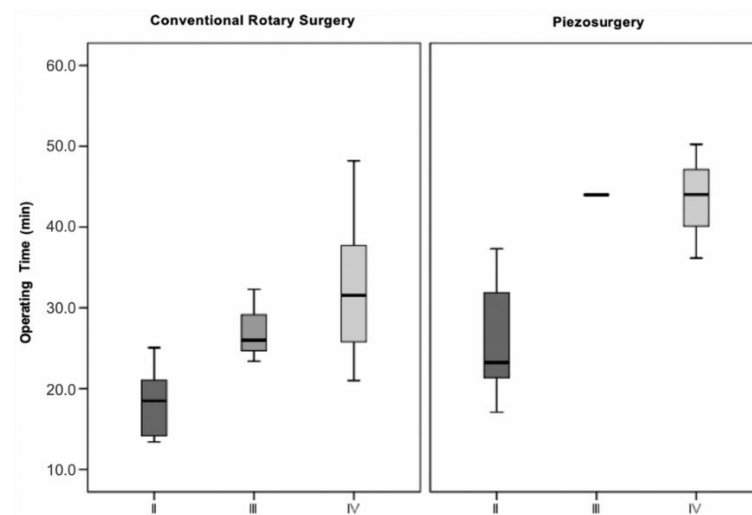 Conventional Rotary Surgery
Piezosurgery
Operating Time (min)
60.0
50.0
40.0
30.0
20.0
10.0
II III IV II III IV